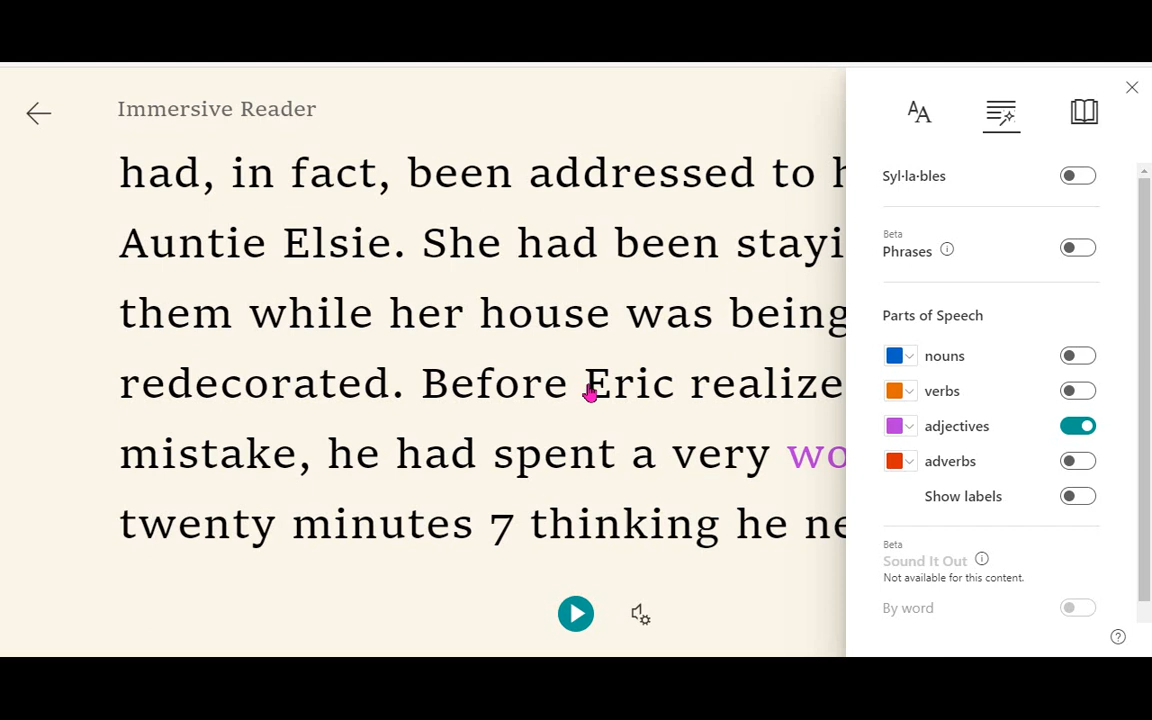 Immersive Reader
had, in fact, been addressed to
Auntie Elsie. She had been
them while her house was being
redecorated. Before Eric
mistake, he had spent a very
twenty minutes 7 thinking he
Syl·la·bles
Beta
Phrases
Parts of Speech
nouns
verbs
adjectives
adverbs
Show labels
Beta
Sound It Out
Not available for this content.
By word